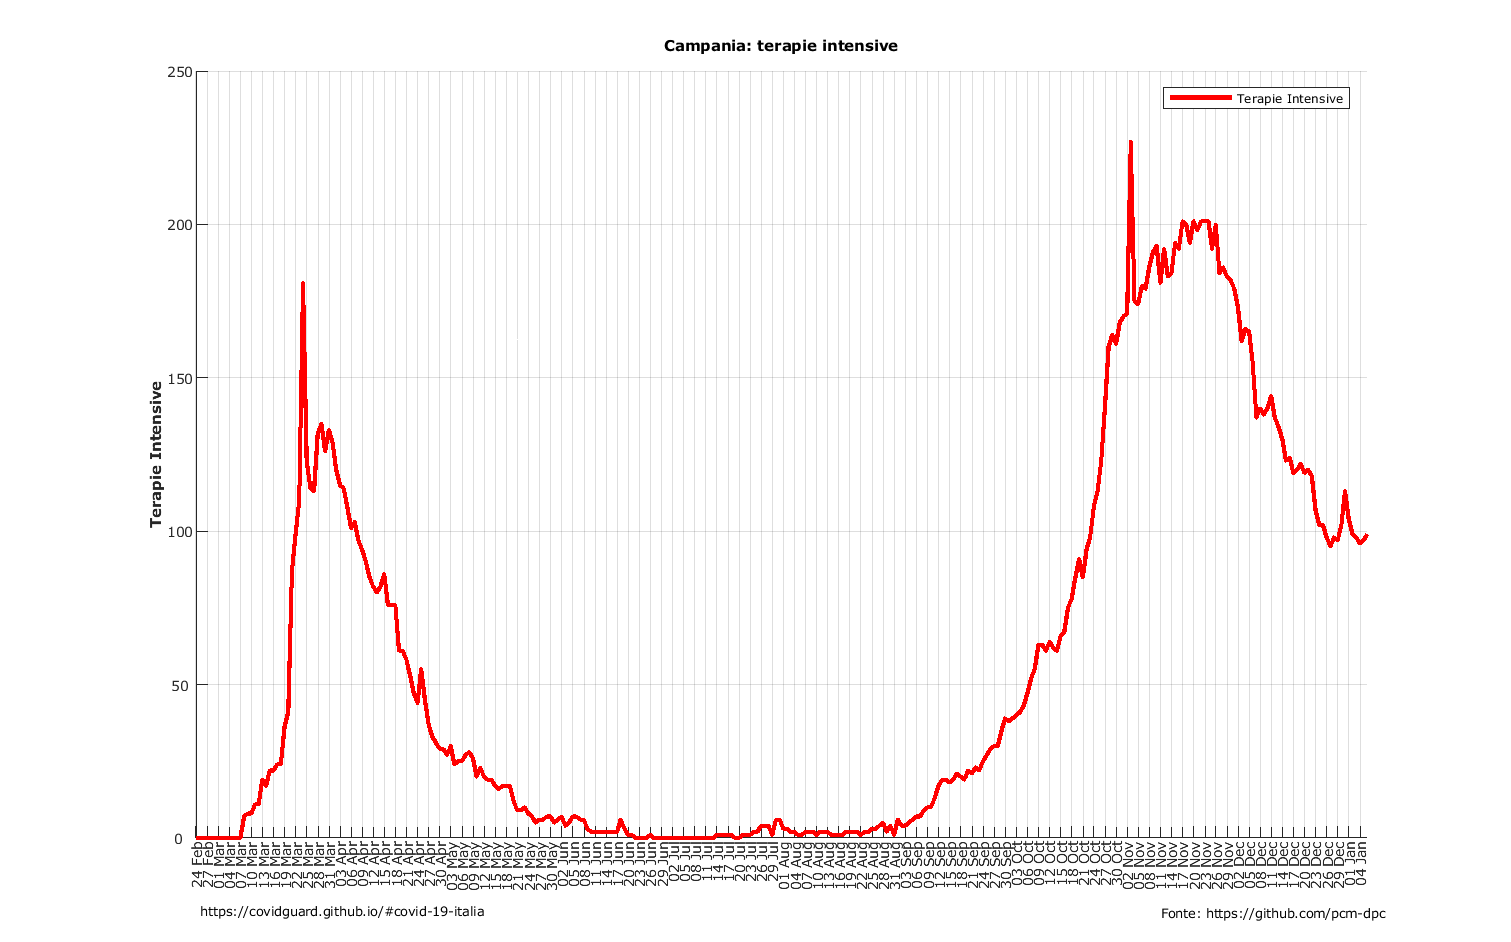 Campania: terapie intensive
Terapie Intensive
Terapie Intensive
250
200
150
100
50
0
24 Feb
27 Feb
01 Mar
04 Mar
07 Mar
10 Mar
13 Mar
16 Mar
19 Mar
22 Mar
25 Mar
28 Mar
31 Mar
03 Apr
06 Apr
09 Apr
12 Apr
15 Apr
18 Apr
21 Apr
24 Apr
27 Apr
30 Apr
03 May
06 May
09 May
12 May
15 May
18 May
21 May
24 May
27 May
30 May
02 Jun
05 Jun
08 Jun
11 Jun
14 Jun
17 Jun
20 Jun
23 Jun
26 Jun
29 Jun
02 Jul
05 Jul
08 Jul
11 Jul
14 Jul
17 Jul
20 Jul
23 Jul
26 Jul
29 Jul
01 Aug
04 Aug
07 Aug
10 Aug
13 Aug
16 Aug
19 Aug
22 Aug
25 Aug
28 Aug
31 Aug
03 Sep
06 Sep
09 Sep
12 Sep
15 Sep
18 Sep
21 Sep
24 Sep
27 Sep
30 Sep
03 Oct
06 Oct
09 Oct
12 Oct
15 Oct
18 Oct
21 Oct
24 Oct
27 Oct
30 Oct
02 Nov
05 Nov
08 Nov
11 Nov
14 Nov
17 Nov
20 Nov
23 Nov
26 Nov
29 Nov
02 Dec
05 Dec
08 Dec
11 Dec
14 Dec
17 Dec
20 Dec
23 Dec
26 Dec
29 Dec
01 Jan
04 Jan
https://covidguard.github.io/#covid-19-italia
Fonte: https://github.com/pcm-dpc